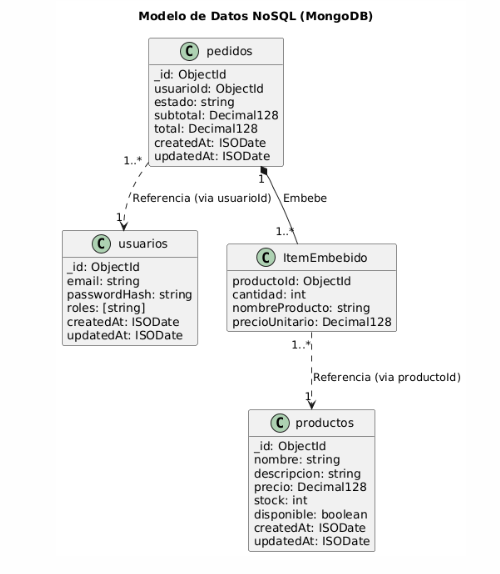 Modelo de Datos NoSQL (MongoDB)
C pedidos
_id: ObjectId
usuarioId: ObjectId
estado: string
subtotal: Decimal128
total: Decimal128
createdAt: ISODate
updatedAt: ISODate
1..*
1
Referencia (via usuarioId)
Embebe
1
1..*
C usuarios
_id: ObjectId
email: string
passwordHash: string
roles: [string]
createdAt: ISODate
updatedAt: ISODate
C ItemEmbebido
productoId: ObjectId
cantidad: int
nombreProducto: string
precioUnitario: Decimal128
1..*
Referencia (via productoId)
1
C productos
_id: ObjectId
nombre: string
descripcion: string
precio: Decimal128
stock: int
disponible: boolean
createdAt: ISODate
updatedAt: ISODate